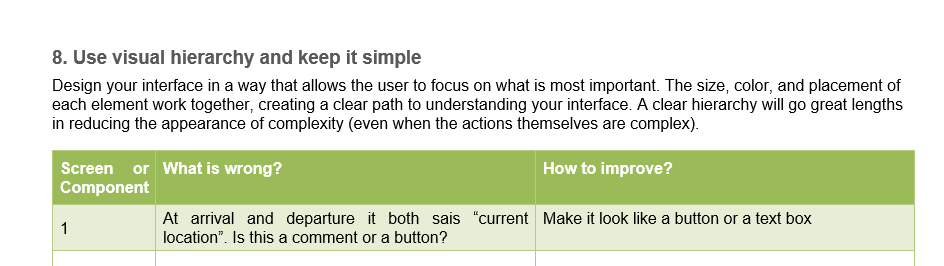 8. Use visual hierarchy and keep it simple
Design your interface in a way that allows the user to focus on what is most important. The size, color, and placement of
each element work together, creating a clear path to understanding your interface. A clear hierarchy will go great lengths
in reducing the appearance of complexity (even when the actions themselves are complex).
Screen or
Component
What is wrong?
How to improve?
1
At arrival and departure it both sais “current
location”. Is this a comment or a button?
Make it look like a button or a text box